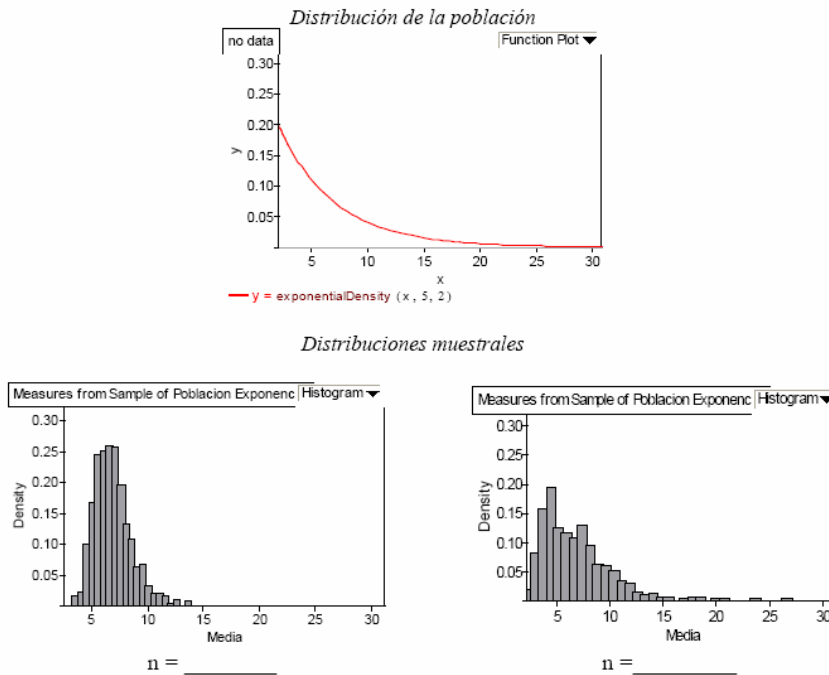 Distribución de la población
no data Function Plot
0.30
0.25
0.20
0.15
0.10
0.05
y
5 10 15 20 25 30
x
y = exponentialDensity (x, 5, 2)
Distribuciones muestrales
Measures from Sample of Poblacion Exponenc Histogram
0.30
0.25
0.20
0.15
0.10
0.05
Density
5 10 15 20 25 30
Media
n = __________
Measures from Sample of Poblacion Exponenc Histogram
0.30
0.25
0.20
0.15
0.10
0.05
Density
5 10 15 20 25 30
Media
n =___________